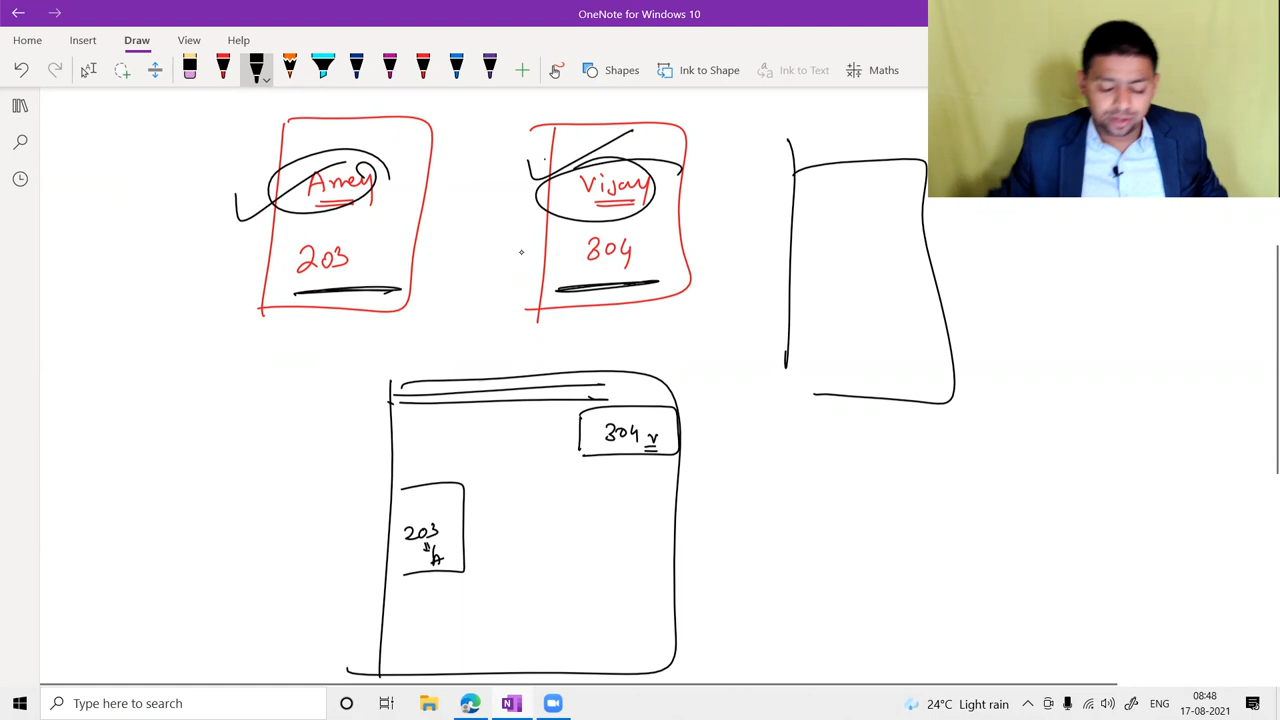 OneNote for Windows 10
Home Insert Draw View Help
Shapes Ink to Shape Ink to Text Maths
Vijay
203
304
304 v
203
A
Type here to search
24°C Light rain
ENG
08:48
17-08-2021